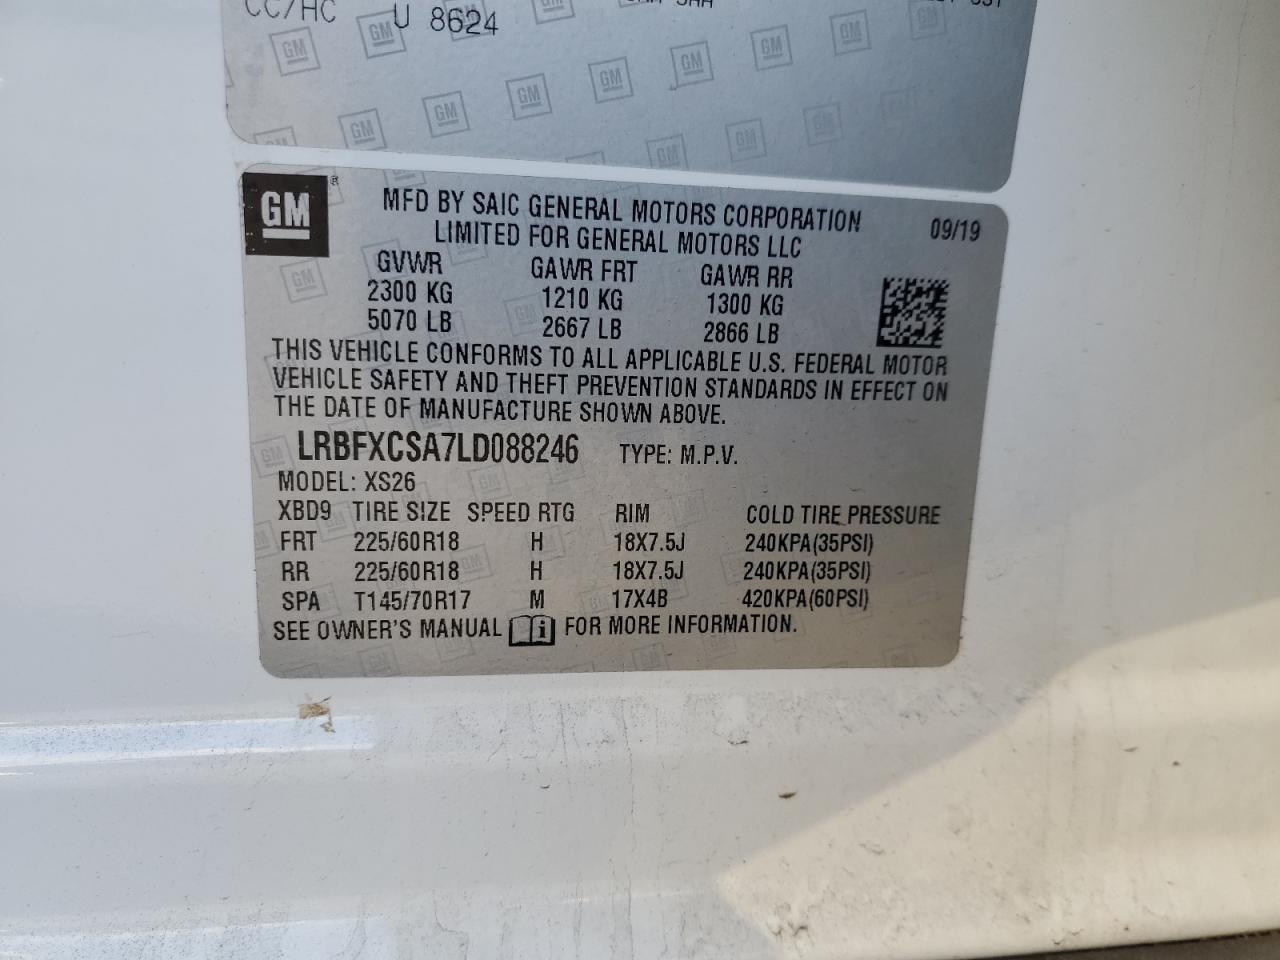 CC/HC U 8624
GM
MFD BY SAIC GENERAL MOTORS CORPORATION 09/19
LIMITED FOR GENERAL MOTORS LLC
GVWR GAWR FRT GAWR RR
2300 KG 1210 KG 1300 KG
5070 LB 2667 LB 2866 LB
THIS VEHICLE CONFORMS TO ALL APPLICABLE U.S. FEDERAL MOTOR
VEHICLE SAFETY AND THEFT PREVENTION STANDARDS IN EFFECT ON
THE DATE OF MANUFACTURE SHOWN ABOVE.
LRBFXCSA7LD088246 TYPE: M.P.V.
MODEL: XS26
XBD9 TIRE SIZE SPEED RTG RIM COLD TIRE PRESSURE
FRT 225/60R18 H 18X7.5J 240KPA(35PSI)
RR 225/60R18 H 18X7.5J 240KPA(35PSI)
SPA T145/70R17 M 17X4B 420KPA(60PSI)
SEE OWNER'S MANUAL FOR MORE INFORMATION.